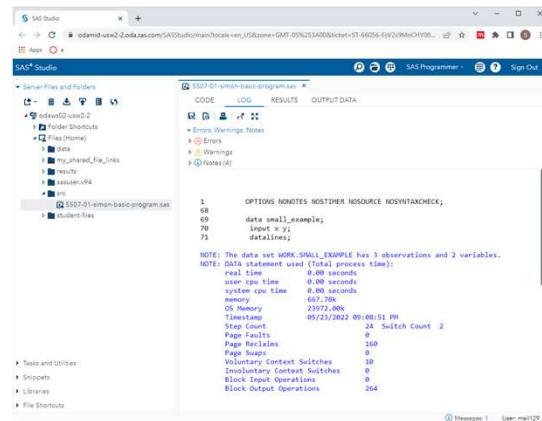 SAS Studio
odamid-usw2-2.oda.sas.com/SASStudio/main?locale=en_US&zone=GMT-05%253A00&ticket=ST-66056-
Apps
SAS® Studio
SAS Programmer
Sign Out
Server Files and Folders
odaws02-usw2-2
Folder Shortcuts
Files (Home)
data
my_shared_file_links
results
sasuser.v94
src
5507-01-simon-basic-program.sas
student-files
Tasks and Utilities
Snippets
Libraries
File Shortcuts
5507-01-simon-basic-program.sas
CODE LOG RESULTS OUTPUT DATA
Errors, Warnings, Notes
Errors
Warnings
Notes (4)
1 OPTIONS NONOTES NOSTIMER NOSOURCE NOSYNTAXCHECK;
68
69 data small_example;
70 input x y;
71 datalines;
NOTE: The data set WORK.SMALL_EXAMPLE has 3 observations and 2 variables.
NOTE: DATA statement used (Total process time):
real time 0.00 seconds
user cpu time 0.00 seconds
system cpu time 0.00 seconds
memory 667.78k
OS Memory 23972.00k
Timestamp 05/23/2022 09:08:51 PM
Step Count 24 Switch Count 2
Page Faults 0
Page Reclaims 160
Page Swaps 0
Voluntary Context Switches 10
Involuntary Context Switches 0
Block Input Operations 0
Block Output Operations 264
Messages: 1 User: mail129